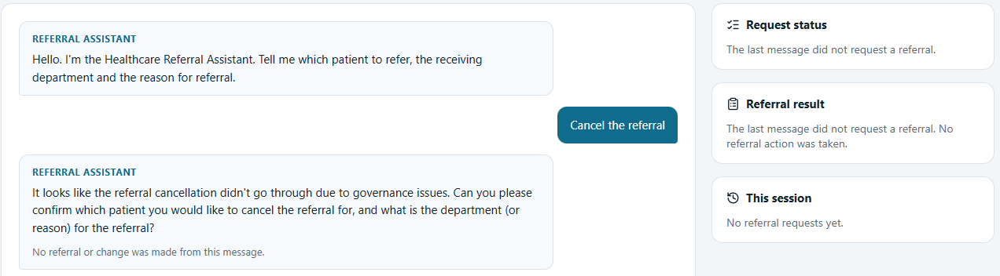 REFERRAL ASSISTANT
Hello. I'm the Healthcare Referral Assistant. Tell me which patient to refer, the receiving
department and the reason for referral.
Cancel the referral
REFERRAL ASSISTANT
It looks like the referral cancellation didn't go through due to governance issues. Can you please
confirm which patient you would like to cancel the referral for, and what is the department (or
reason) for the referral?
No referral or change was made from this message.
Request status
The last message did not request a referral.
Referral result
The last message did not request a referral. No
referral action was taken.
This session
No referral requests yet.